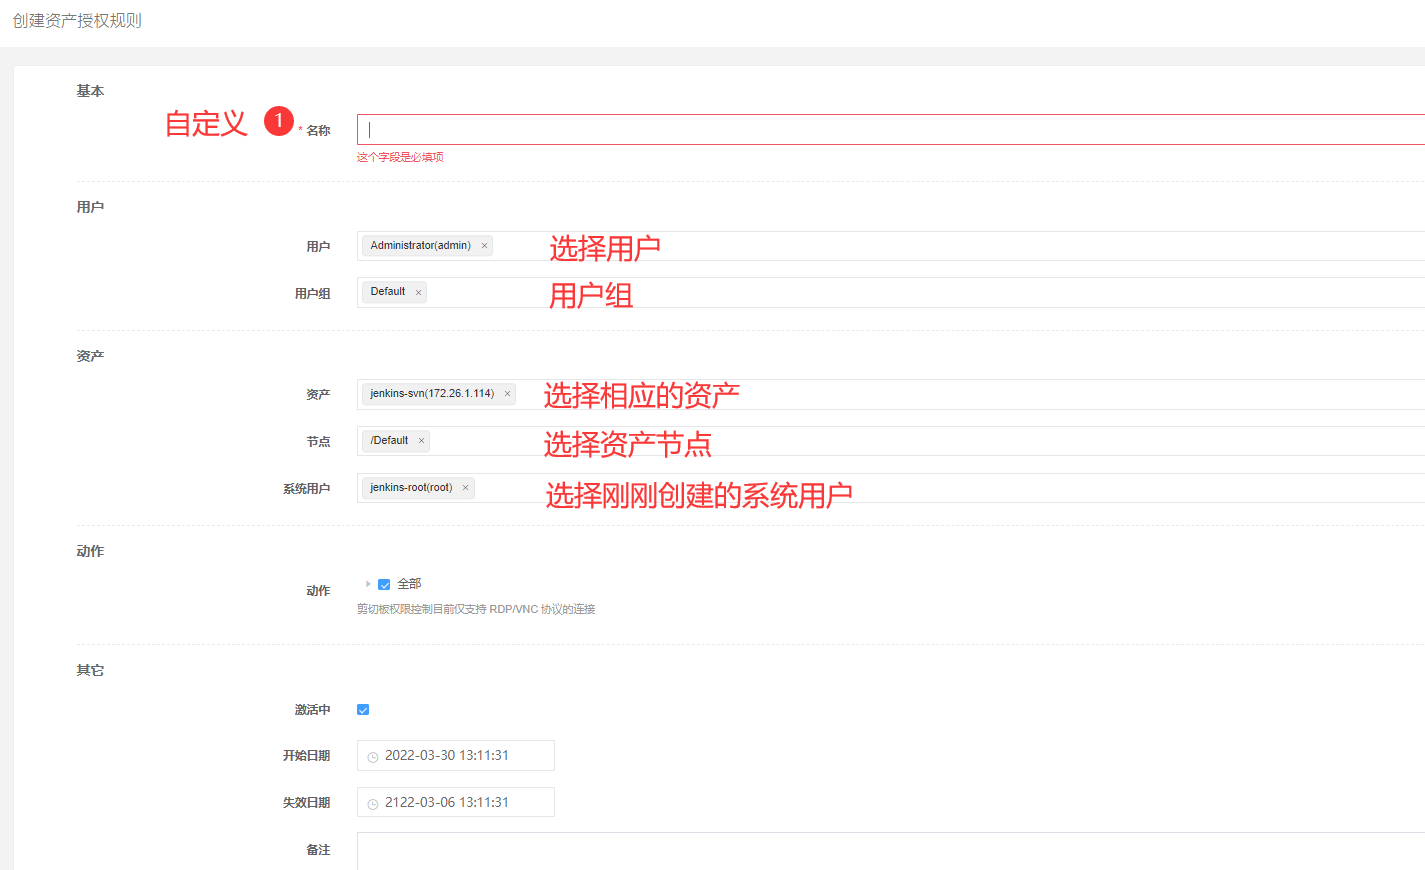 创建资产授权规则
基本
自定义 1 * 名称
这个字段是必填项
用户
用户 Administrator(admin) × 选择用户
用户组 Default × 用户组
资产
资产 jenkins-svn(172.26.1.114) × 选择相应的资产
节点 /Default × 选择资产节点
系统用户 jenkins-root(root) × 选择刚刚创建的系统用户
动作
动作 全部
剪切板权限控制目前仅支持 RDP/VNC 协议的连接
其它
激活中
开始日期 2022-03-30 13:11:31
失效日期 2122-03-06 13:11:31
备注